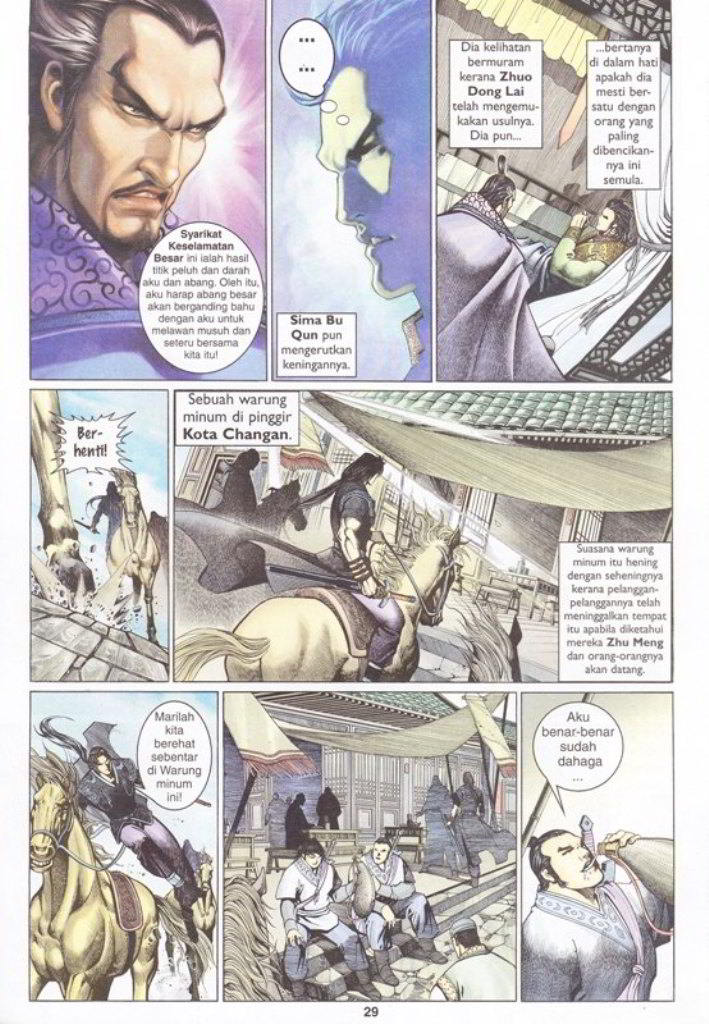 Syarikat
Keselamatan
Besar ini ialah hasil
titik peluh dan darah
aku dan abang. Oleh itu,
aku harap abang besar
akan berganding bahu
dengan aku untuk
melawan musuh dan
seteru bersama
kita itu!
...
...
Sima Bu
Qun pun
mengerutkan
keningannya.
Dia kelihatan
bermuram
kerana Zhuo
Dong Lai
telah mengemu-
kakan usulnya.
Dia pun...
...bertanya
di dalam hati
apakah dia
mesti ber-
satu dengan
orang yang
paling
dibencikan-
nya ini
semula.
Ber-
henti!
Sebuah warung
minum di pinggir
Kota Changan.
Suasana warung
minum itu hening
dengan seheningnya
kerana pelanggan-
pelanggannya telah
meninggalkan tempat
itu apabila diketahui
mereka Zhu Meng
dan orang-orangnya
akan datang.
Marilah
kita
berehat
sebentar
di Warung
minum
ini!
Aku
benar-benar
sudah
dahaga
...
29